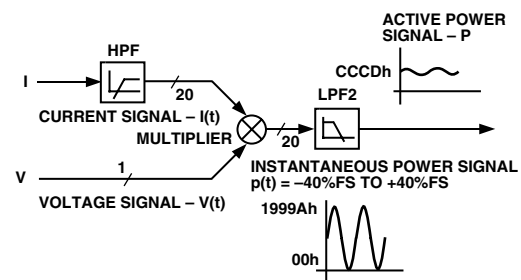 ACTIVE POWER
SIGNAL – P
HPF
CCCDh
I
20
LPF2
CURRENT SIGNAL – I(t)
MULTIPLIER
20
1
V
INSTANTANEOUS POWER SIGNAL
p(t) = –40%FS TO +40%FS
VOLTAGE SIGNAL – V(t)
1999Ah
00h